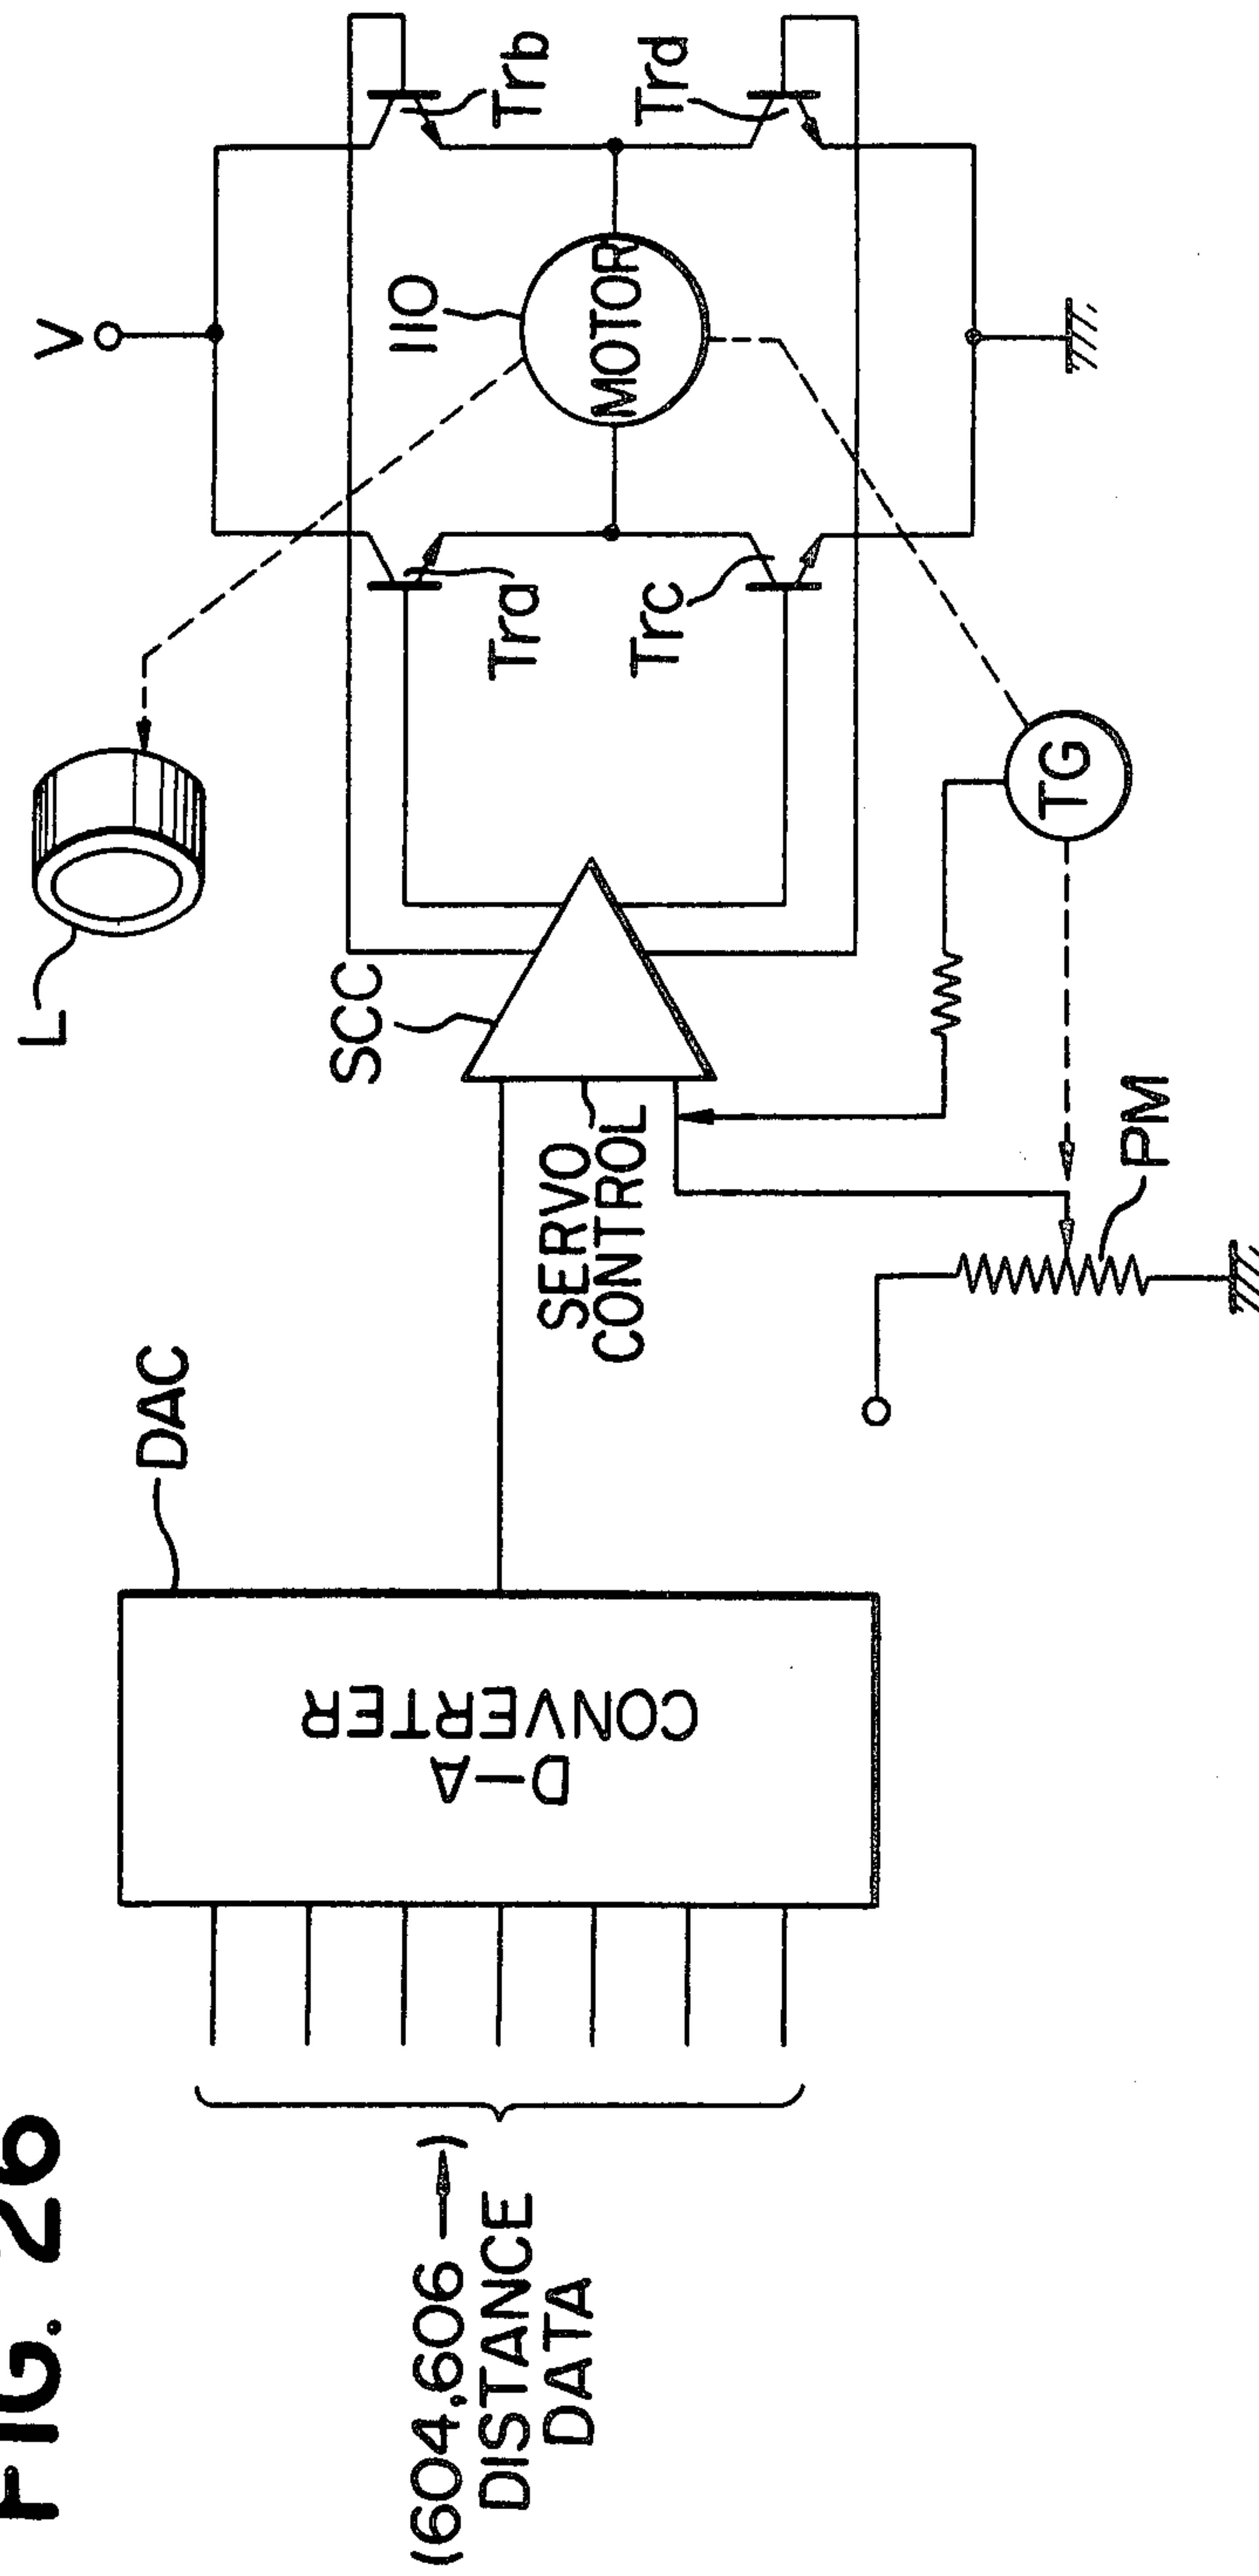 FIG. 26
(604,606→)
DISTANCE
DATA
D-A
CONVERTER
DAC
SERVO
CONTROL
SCC
L
V
110
MOTOR
Tra
Trb
Trc
Trd
TG
PM